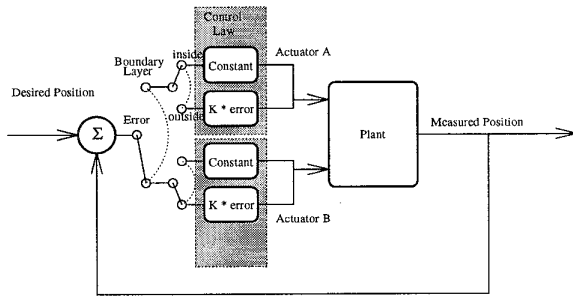 Control
Law
inside
Boundary
Layer
Constant
Actuator A
Desired Position
K * error
outside
Error
Σ
Plant
Measured Position
Constant
K * error
Actuator B